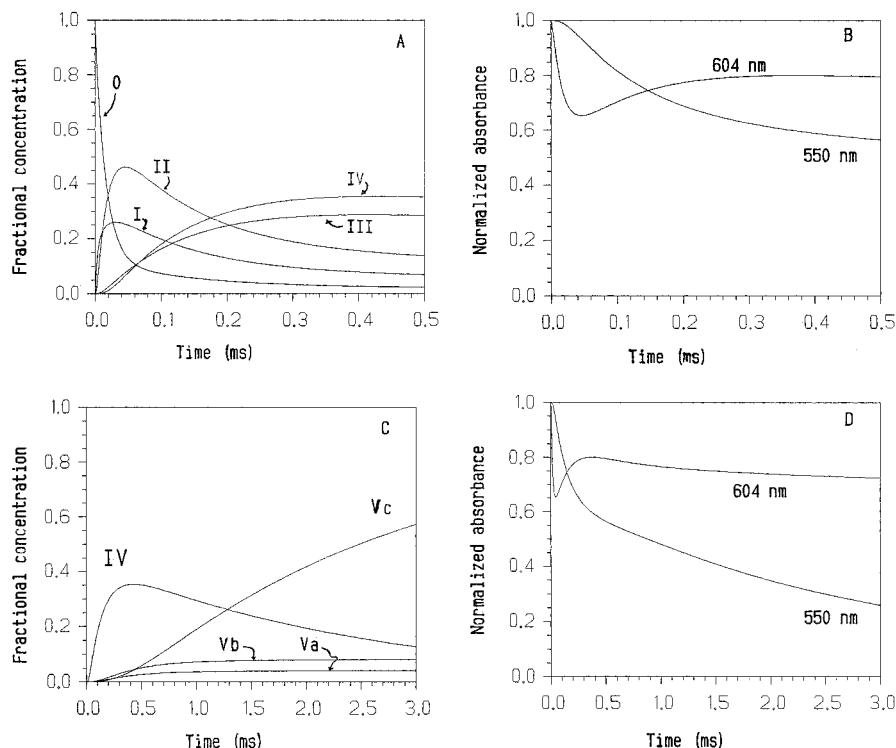 A
1.0
0.8
0.6
0.4
0.2
0.0
Fractional concentration
O
II
I
IV
III
0.0 0.1 0.2 0.3 0.4 0.5
Time (ms)
B
1.0
0.8
0.6
0.4
0.2
0.0
Normalized absorbance
604 nm
550 nm
0.0 0.1 0.2 0.3 0.4 0.5
Time (ms)
C
1.0
0.8
0.6
0.4
0.2
0.0
Fractional concentration
IV
Vc
Vb
Va
0.0 0.5 1.0 1.5 2.0 2.5 3.0
Time (ms)
D
1.0
0.8
0.6
0.4
0.2
0.0
Normalized absorbance
604 nm
550 nm
0.0 0.5 1.0 1.5 2.0 2.5 3.0
Time (ms)